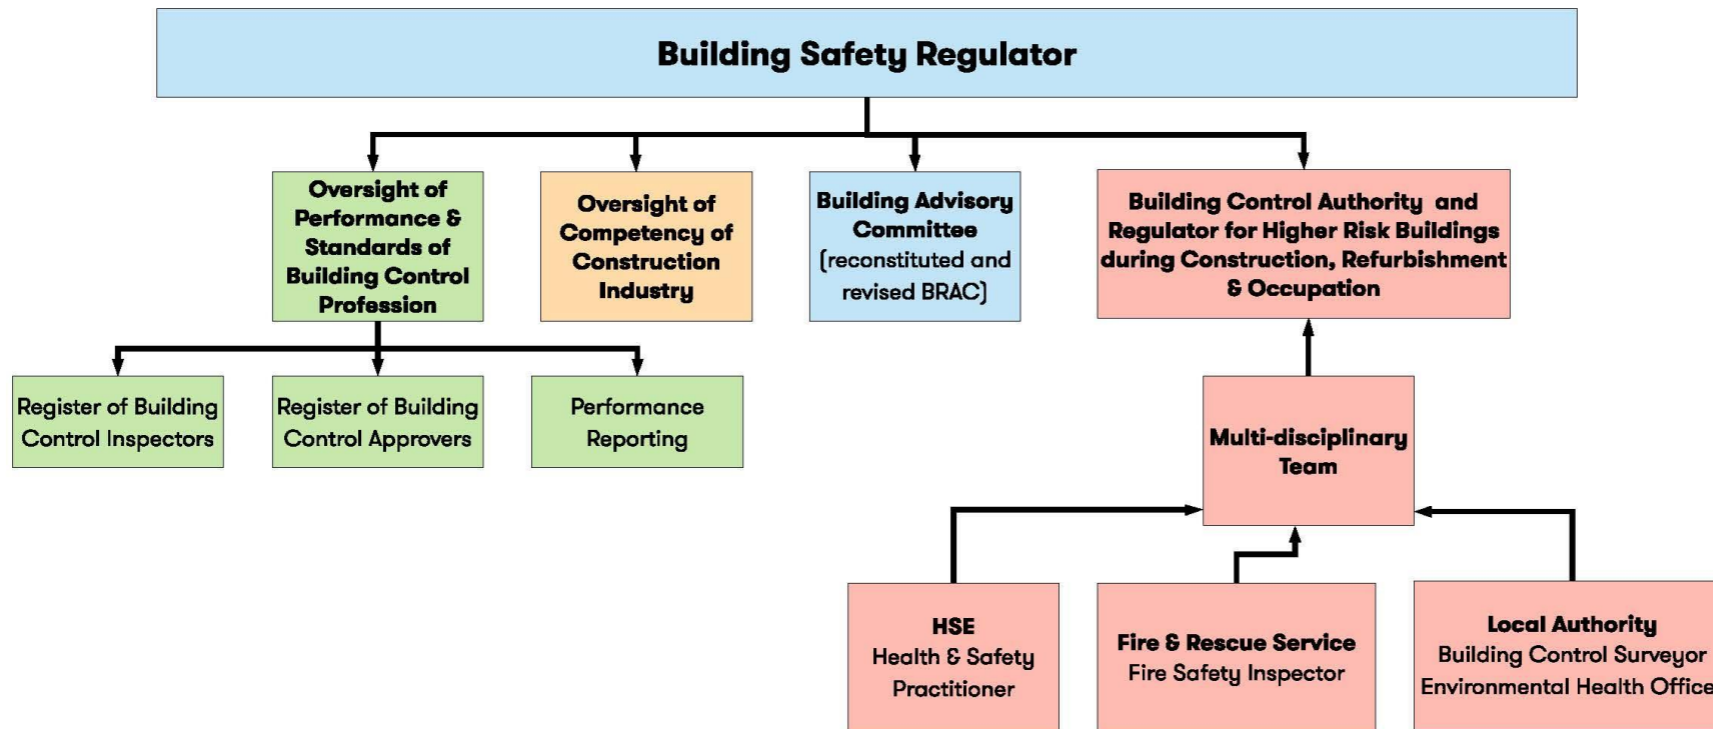 Building Safety Regulator
Oversight of
Performance &
Standards of
Building Control
Profession
Oversight of
Competency of
Construction
Industry
Building Advisory
Committee
(reconstituted and
revised BRAC)
Building Control Authority and
Regulator for Higher Risk Buildings
during Construction, Refurbishment
& Occupation
Register of Building
Control Inspectors
Register of Building
Control Approvers
Performance
Reporting
Multi-disciplinary
Team
HSE
Health & Safety
Practitioner
Fire & Rescue Service
Fire Safety Inspector
Local Authority
Building Control Surveyor
Environmental Health Office